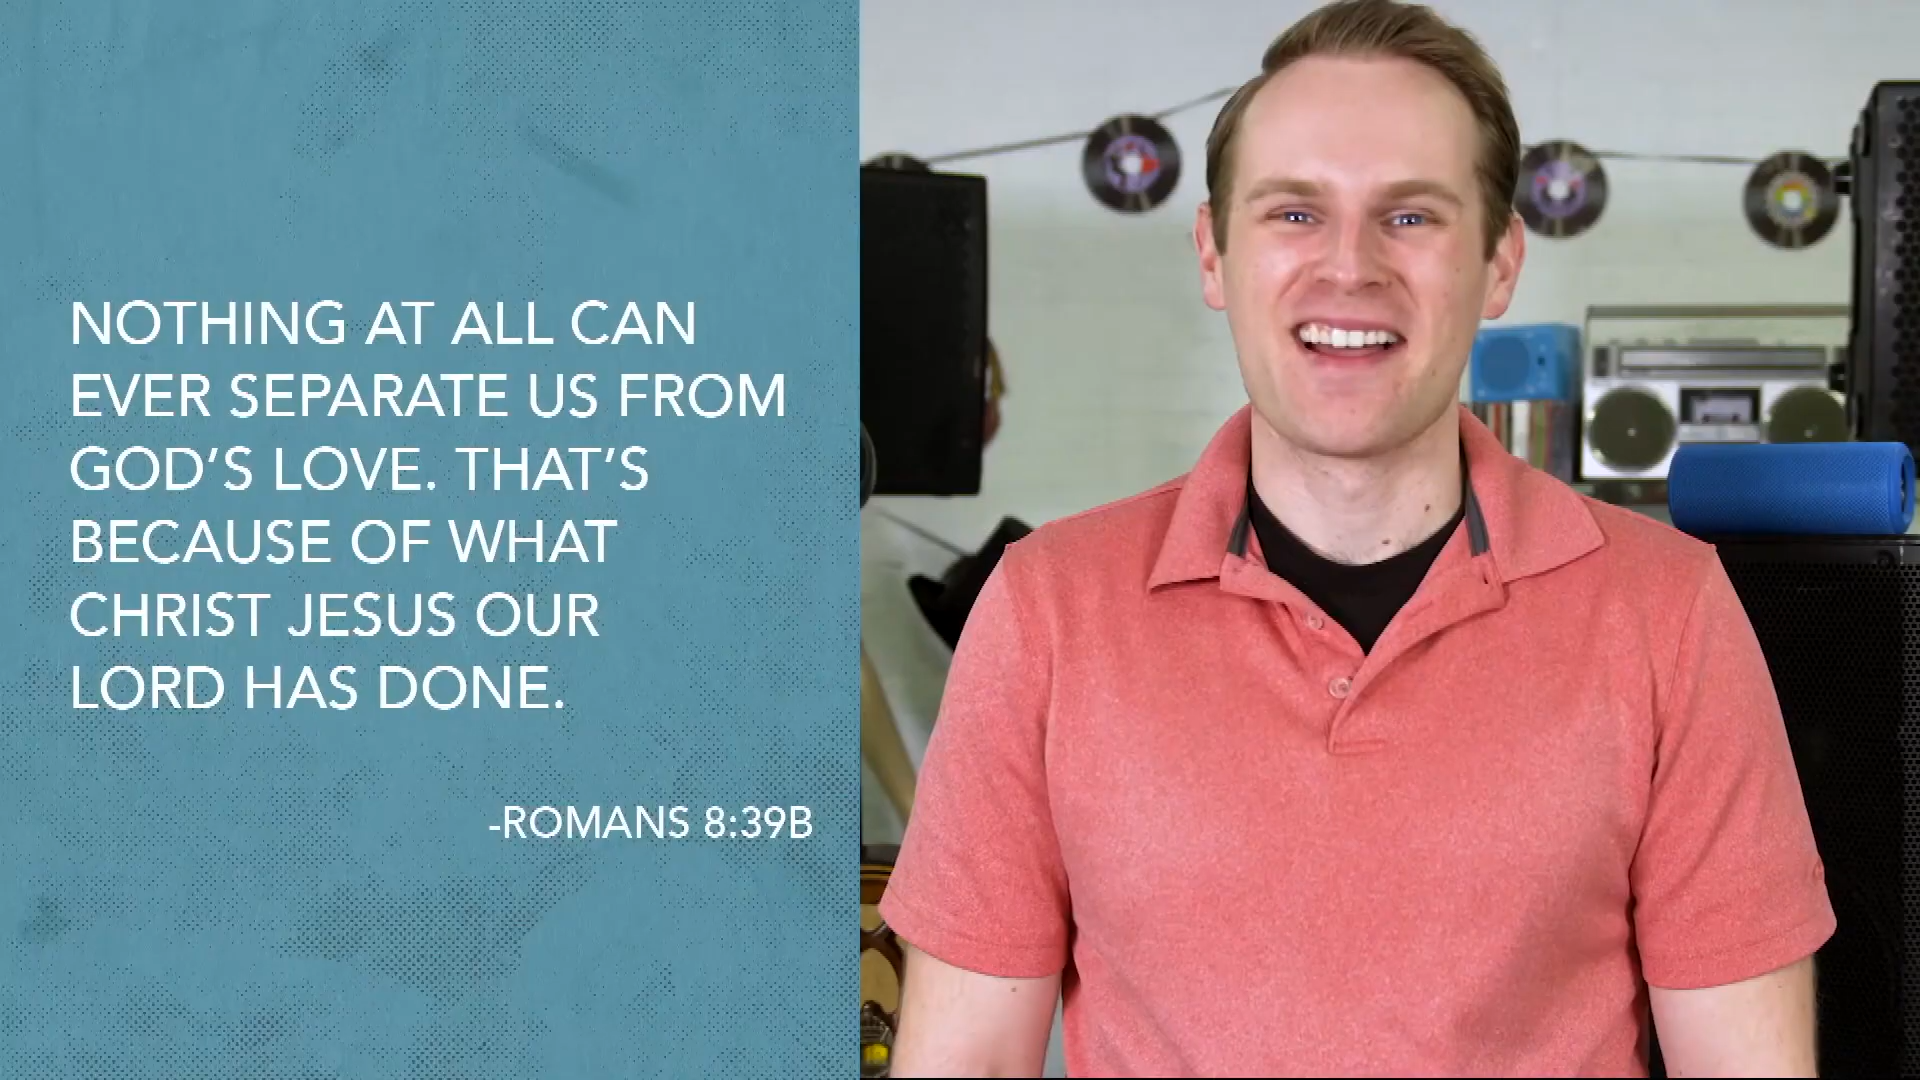 NOTHING AT ALL CAN
EVER SEPARATE US FROM
GOD’S LOVE. THAT’S
BECAUSE OF WHAT
CHRIST JESUS OUR
LORD HAS DONE.
-ROMANS 8:39B